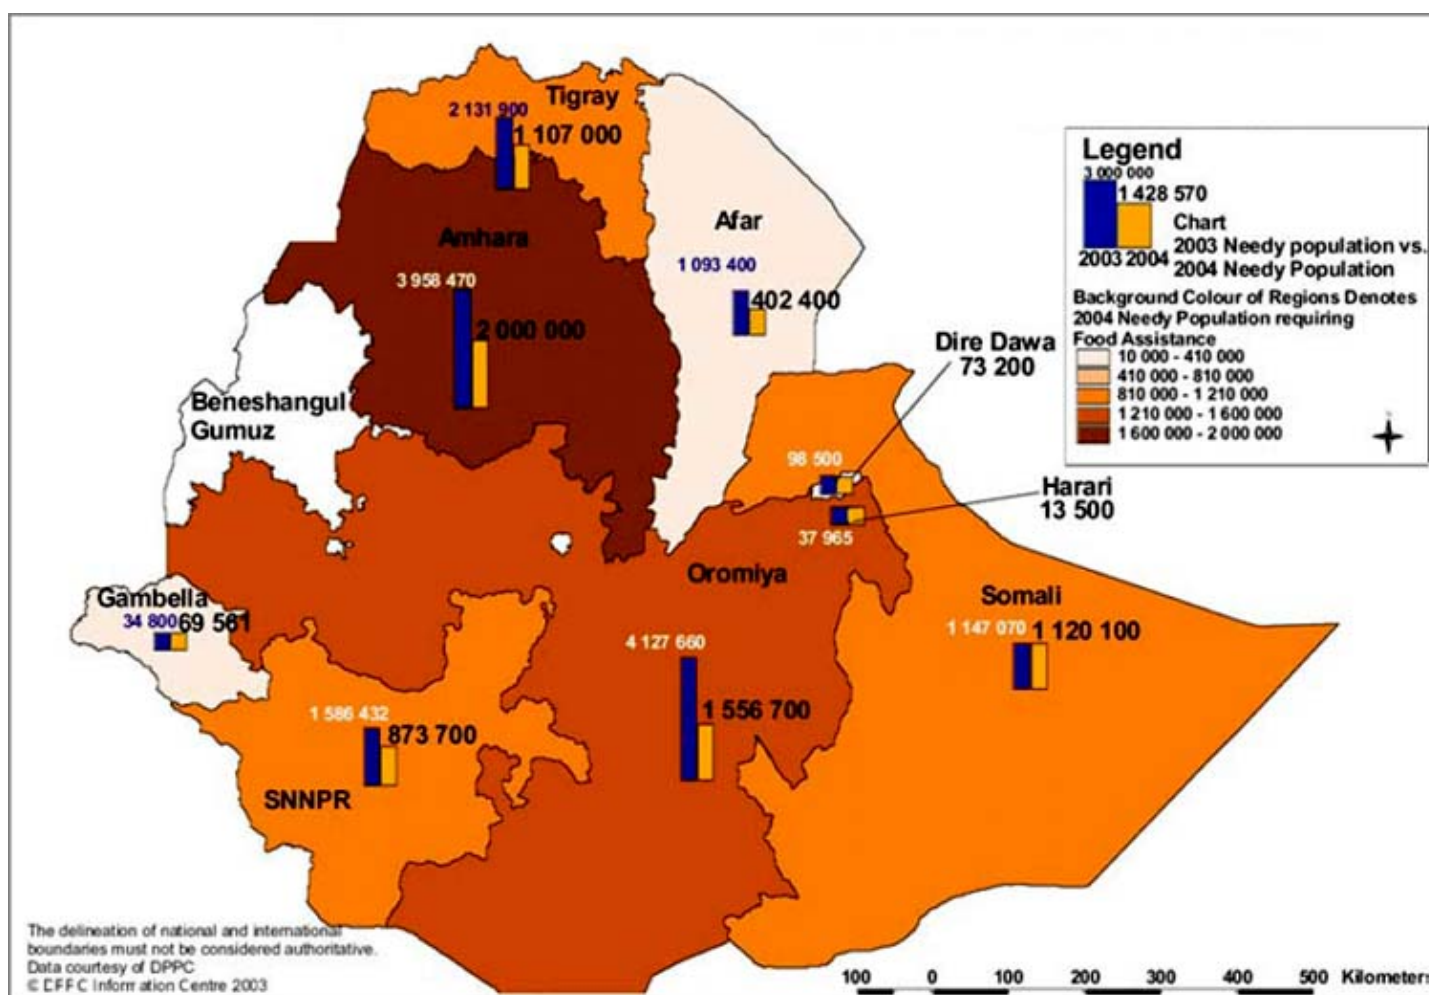 Tigray
2 131 900
1 107 000
Amhara
3 958 470
2 000 000
Afar
1 093 400
402 400
Beneshangul
Gumuz
Dire Dawa
73 200
98 500
Harari
13 500
37 965
Oromiya
4 127 660
1 556 700
Somali
1 147 070
1 120 100
Gambella
34 800
69 561
1 586 432
873 700
SNNPR
Legend
3 000 000
1 428 570
2003 2004
Chart
2003 Needy population vs.
2004 Needy Population
Background Colour of Regions Denotes
2004 Needy Population requiring
Food Assistance
10 000 - 410 000
410 000 - 810 000
810 000 - 1 210 000
1 210 000 - 1 600 000
1 600 000 - 2 000 000
The delineation of national and international
boundaries must not be considered authoritative.
Data courtesy of DPPC
© Information Centre 2003
100 0 100 200 300 400 500 Kilometers